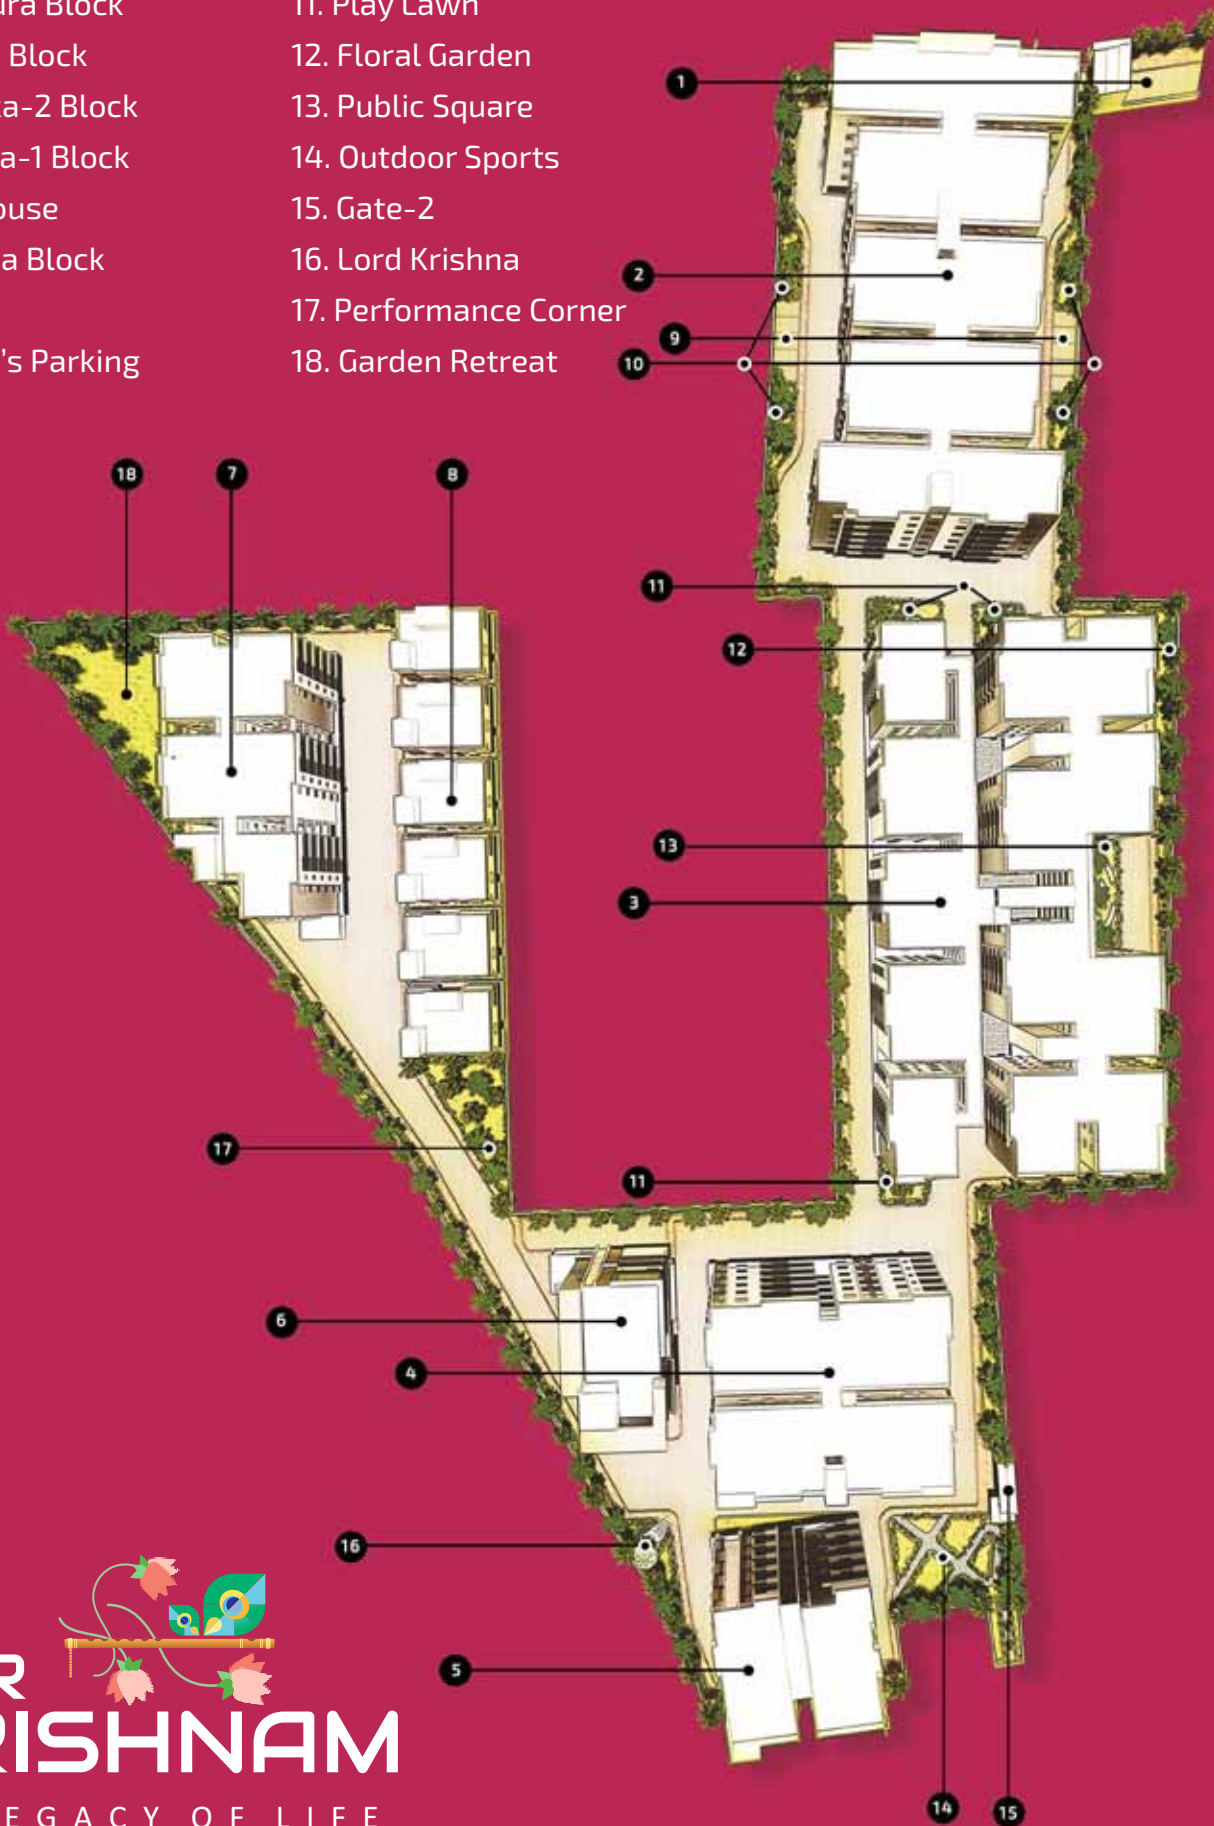 ura Block
Block
a-2 Block
a-1 Block
ouse
a Block
's Parking
11. Play Lawn
12. Floral Garden
13. Public Square
14. Outdoor Sports
15. Gate-2
16. Lord Krishna
17. Performance Corner
18. Garden Retreat
1
2
9
10
18
7
8
11
12
13
3
17
11
6
4
16
5
14
15
R
RISHNAM
EGACY OF LIFE